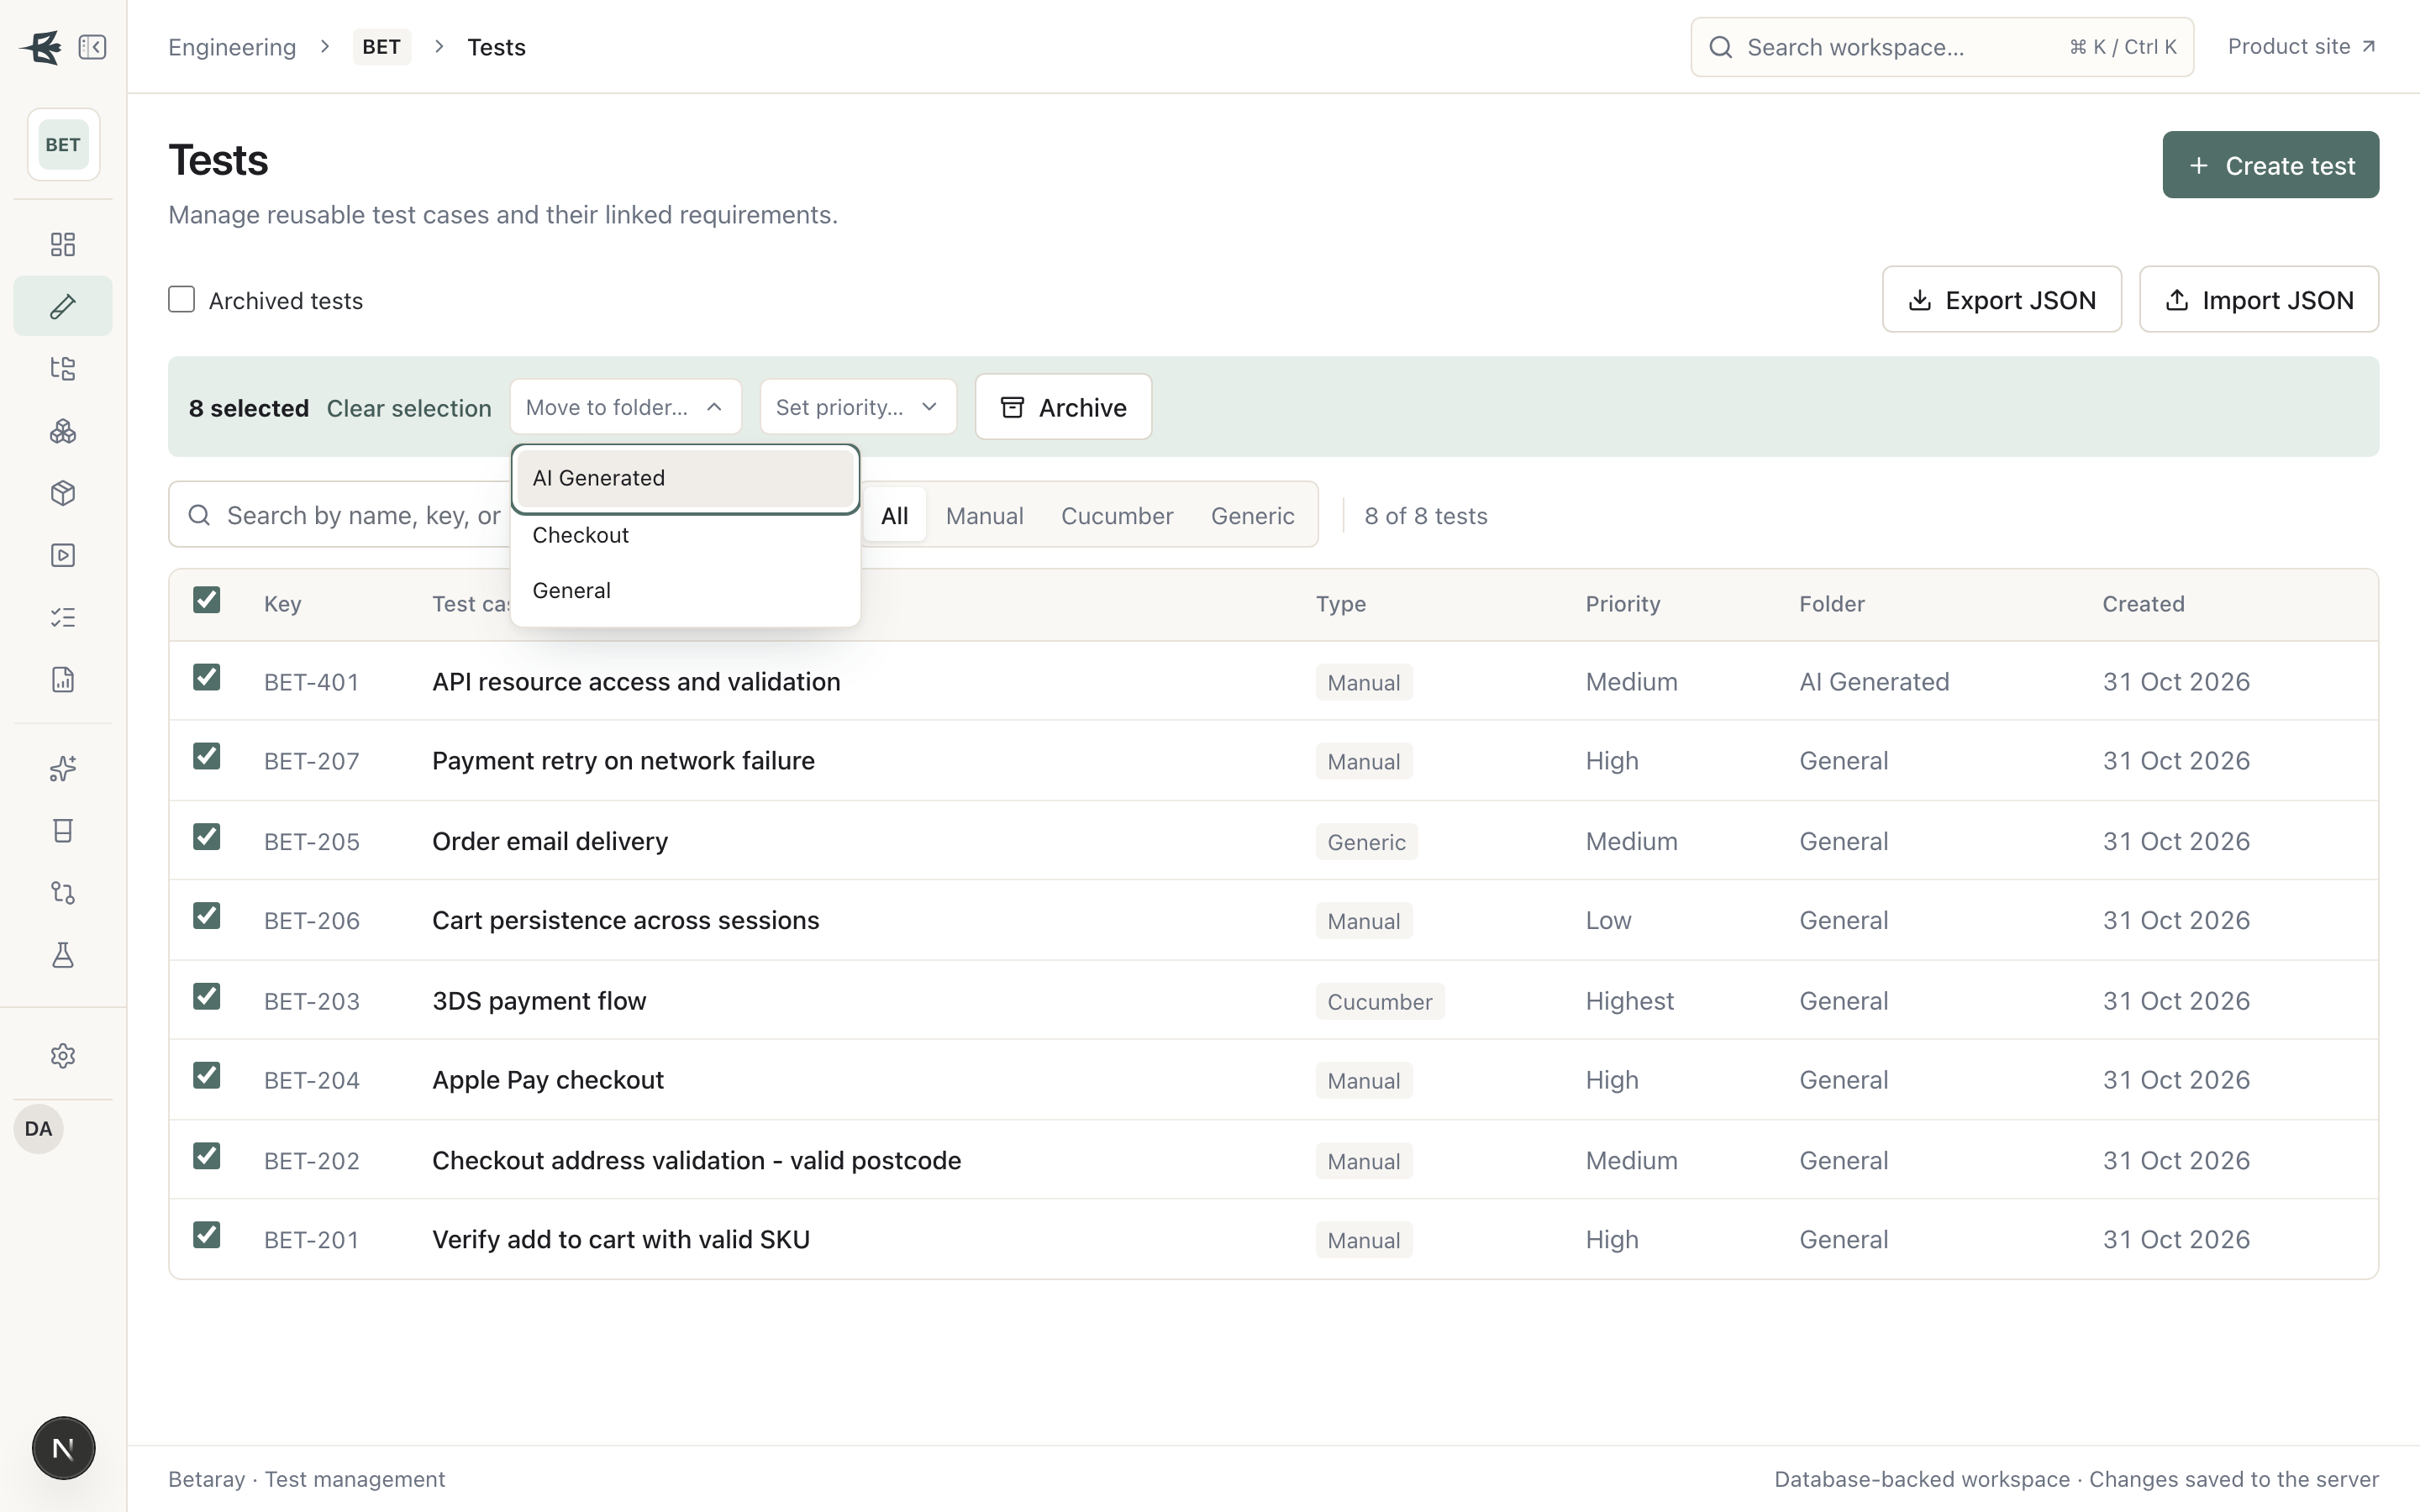 Engineering > BET > Tests
Search workspace... ⌘ K / Ctrl K
Product site ↗
BET
Tests
+ Create test
Manage reusable test cases and their linked requirements.
Archived tests
Export JSON
Import JSON
8 selected Clear selection Move to folder... Set priority... Archive
AI Generated
Checkout
General
Search by name, key, or
All Manual Cucumber Generic 8 of 8 tests
Key Test cas Type Priority Folder Created
BET-401 API resource access and validation Manual Medium AI Generated 31 Oct 2026
BET-207 Payment retry on network failure Manual High General 31 Oct 2026
BET-205 Order email delivery Generic Medium General 31 Oct 2026
BET-206 Cart persistence across sessions Manual Low General 31 Oct 2026
BET-203 3DS payment flow Cucumber Highest General 31 Oct 2026
BET-204 Apple Pay checkout Manual High General 31 Oct 2026
BET-202 Checkout address validation - valid postcode Manual Medium General 31 Oct 2026
BET-201 Verify add to cart with valid SKU Manual High General 31 Oct 2026
DA
N
Betaray · Test management
Database-backed workspace · Changes saved to the server